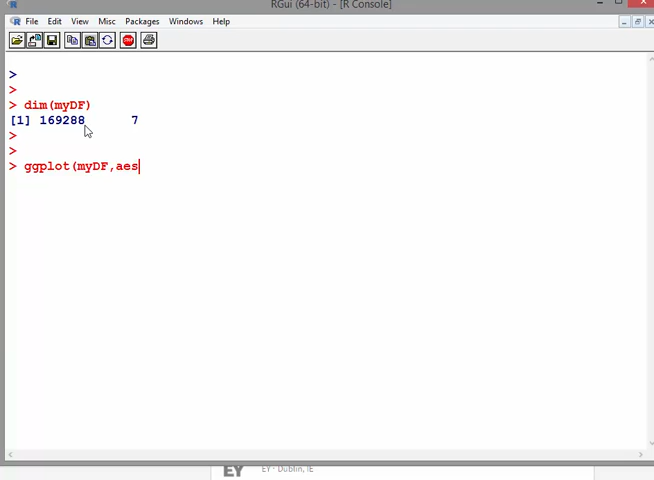 RGui (64-bit) - [R Console]
File Edit View Misc Packages Windows Help
>
>
> dim(myDF)
[1] 169288 7
>
>
> ggplot(myDF,aes
EY EY · Dublin, IE